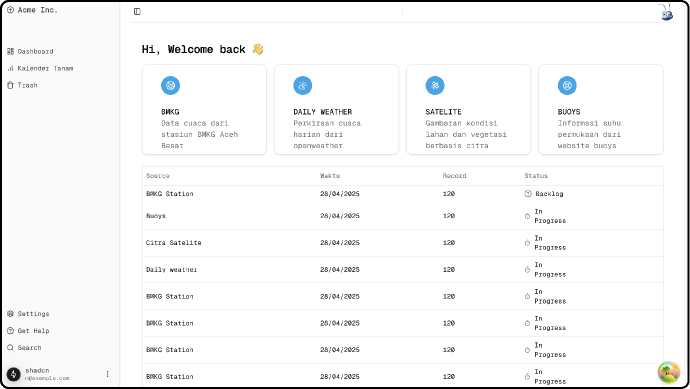 Acme Inc.
Dashboard
Kalender Tanam
Trash
Settings
Get Help
Search
shadcn
m@example.com
Hi, Welcome back 👋
BMKG
Data cuaca dari
stasiun BMKG Aceh
Besar
DAILY WEATHER
Perkiraan cuaca
harian dari
openweather
SATELITE
Gambaran kondisi
lahan dan vegetasi
berbesis citra
BUOYS
Informasi suhu
permukaan dari
website buoys
Source Waktu Record Status
BMKG Station 28/04/2025 120 Backlog
Buoys 28/04/2025 120 In
Progress
Citra Satelite 28/04/2025 120 In
Progress
Daily weather 28/04/2025 120 In
Progress
BMKG Station 28/04/2025 120 In
Progress
BMKG Station 28/04/2025 120 In
Progress
BMKG Station 28/04/2025 120 In
Progress
BMKG Station 28/04/2025 120 In
Progress